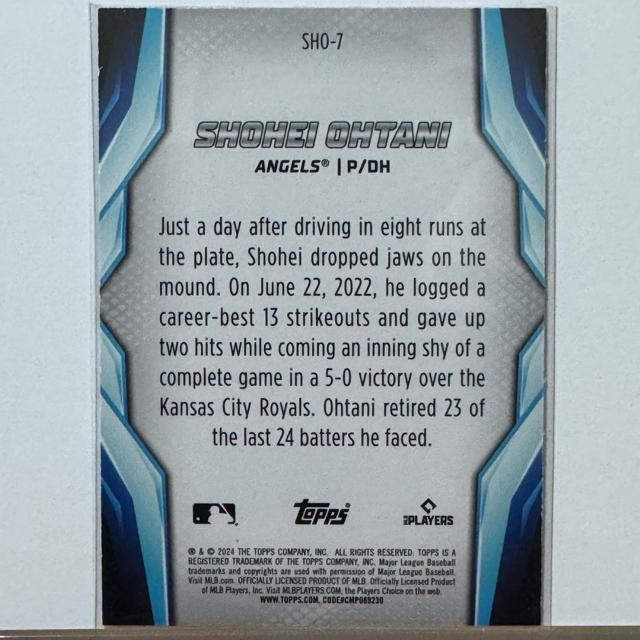 SHO-7
SHOHEI OHTANI
ANGELS® | P/DH
Just a day after driving in eight runs at
the plate, Shohei dropped jaws on the
mound. On June 22, 2022, he logged a
career-best 13 strikeouts and gave up
two hits while coming an inning shy of a
complete game in a 5-0 victory over the
Kansas City Royals. Ohtani retired 23 of
the last 24 batters he faced.
Topps®
MLB PLAYERS
® & © 2024 THE TOPPS COMPANY, INC. ALL RIGHTS RESERVED. TOPPS IS A
REGISTERED TRADEMARK OF THE TOPPS COMPANY, INC. Major League Baseball
trademarks and copyrights are used with permission of Major League Baseball.
Visit MLB.com. OFFICIALLY LICENSED PRODUCT OF MLB. Officially Licensed Product
of MLB Players, Inc. Visit MLBPLAYERS.COM, the Players Choice on the web.
WWW.TOPPS.COM. CODE#CMP088230